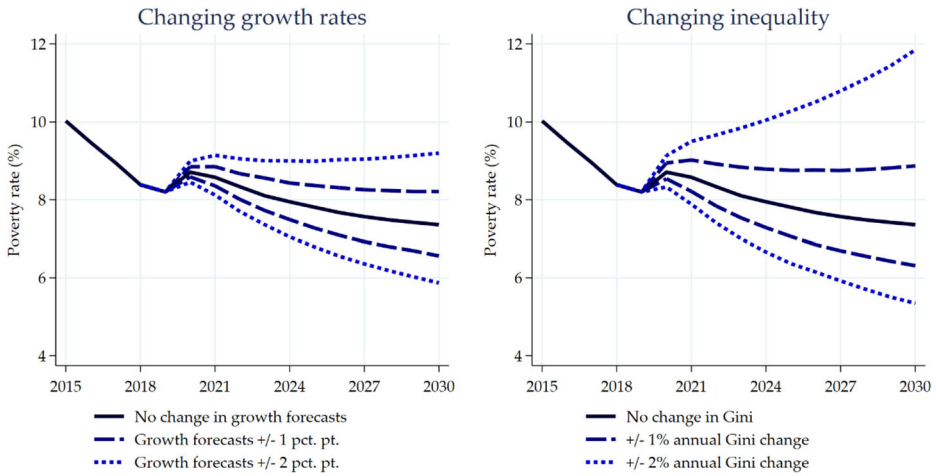 Changing growth rates
Poverty rate (%)
12
10
8
6
4
2015 2018 2021 2024 2027 2030
No change in growth forecasts
Growth forecasts +/- 1 pct. pt.
Growth forecasts +/- 2 pct. pt.
Changing inequality
Poverty rate (%)
12
10
8
6
4
2015 2018 2021 2024 2027 2030
No change in Gini
+/- 1% annual Gini change
+/- 2% annual Gini change